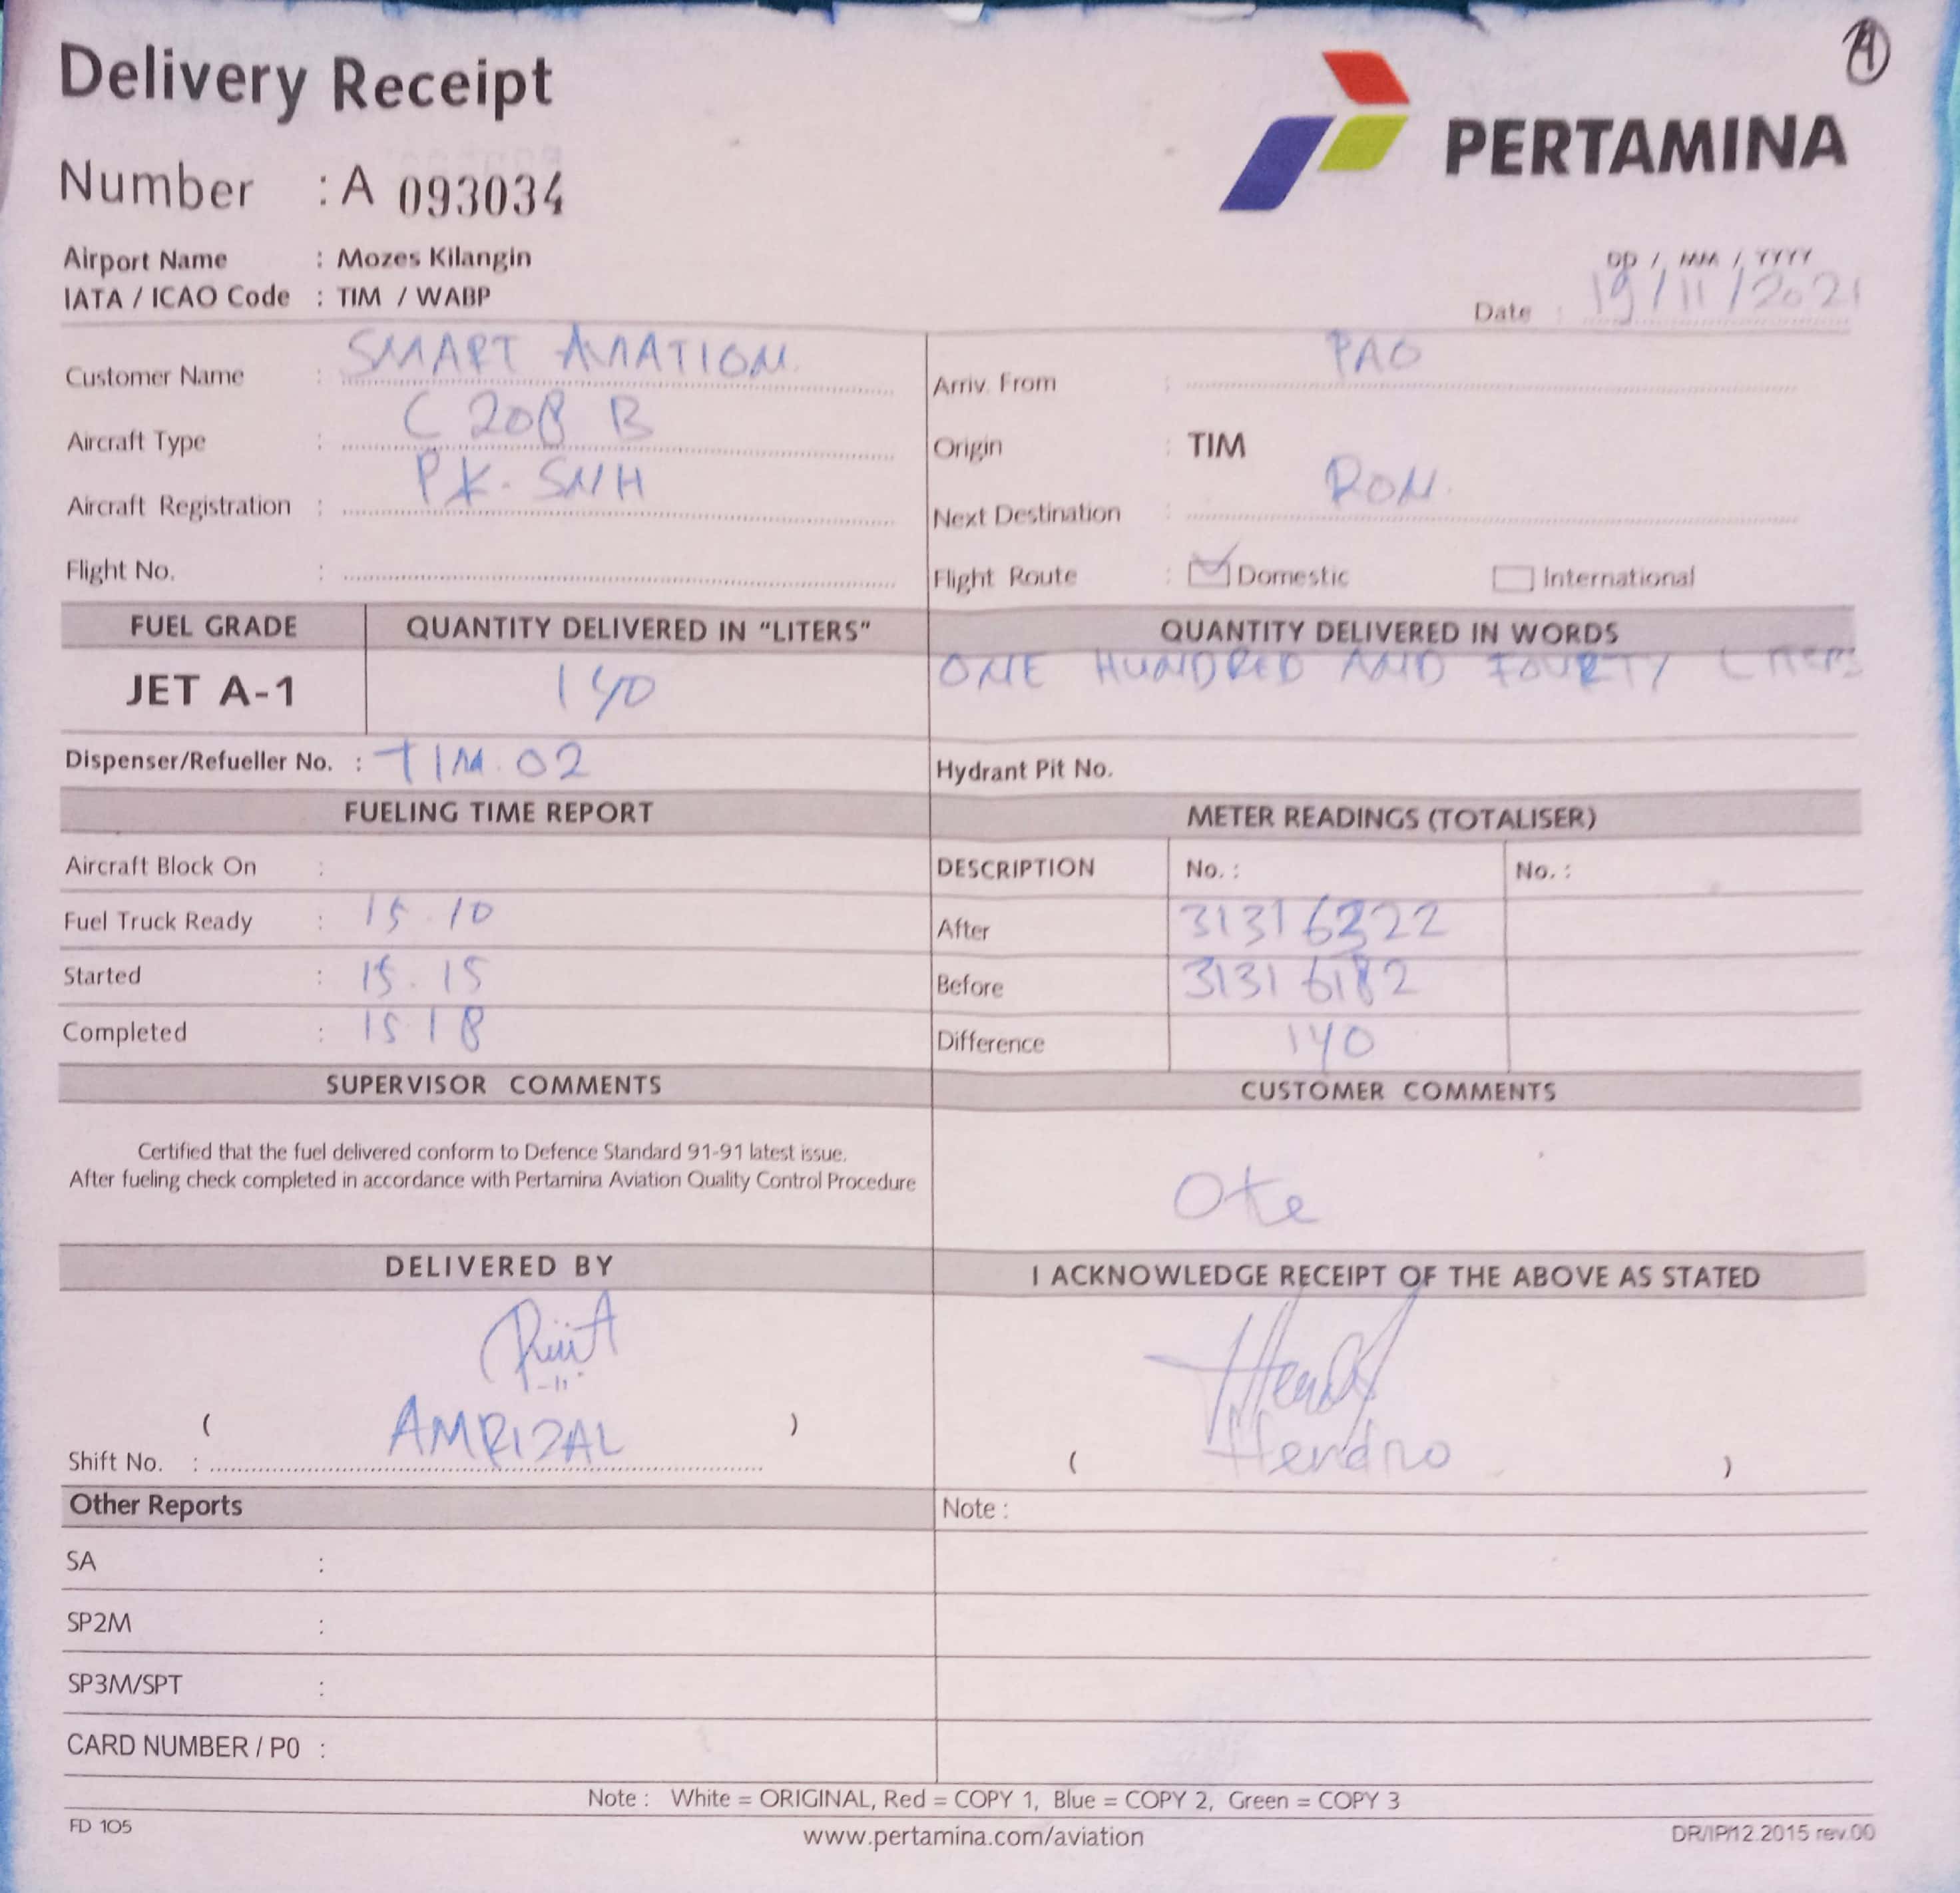 Delivery Receipt
PERTAMINA
Number : A 093034
Airport Name : Mozes Kilangin
IATA / ICAO Code : TIM / WABP
DD / MM / YYYY
Date : 19/11/2021
Customer Name : SMART AVIATION
Arriv. From : PAO
Aircraft Type : C 208 B
Origin : TIM
Aircraft Registration : PK-SNH
Next Destination : RON.
Flight No. :
Flight Route : Domestic International
FUEL GRADE QUANTITY DELIVERED IN “LITERS” QUANTITY DELIVERED IN WORDS
JET A-1 140 ONE HUNDRED AND FOURTY LITERS
Dispenser/Refueller No. : TIM.02 Hydrant Pit No.
FUELING TIME REPORT METER READINGS (TOTALISER)
Aircraft Block On : DESCRIPTION No. : No. :
Fuel Truck Ready : 15.10 After 31316322
Started : 15.15 Before 31316182
Completed : 15 18 Difference 140
SUPERVISOR COMMENTS CUSTOMER COMMENTS
Certified that the fuel delivered conform to Defence Standard 91-91 latest issue.
After fueling check completed in accordance with Pertamina Aviation Quality Control Procedure
Oke
DELIVERED BY I ACKNOWLEDGE RECEIPT OF THE ABOVE AS STATED
( AMRIZAL )
Shift No. :
( Hendro )
Other Reports Note :
SA :
SP2M :
SP3M/SPT :
CARD NUMBER / P0 :
Note : White = ORIGINAL, Red = COPY 1, Blue = COPY 2, Green = COPY 3
FD 105
www.pertamina.com/aviation
DR/IP/12.2015 rev.00